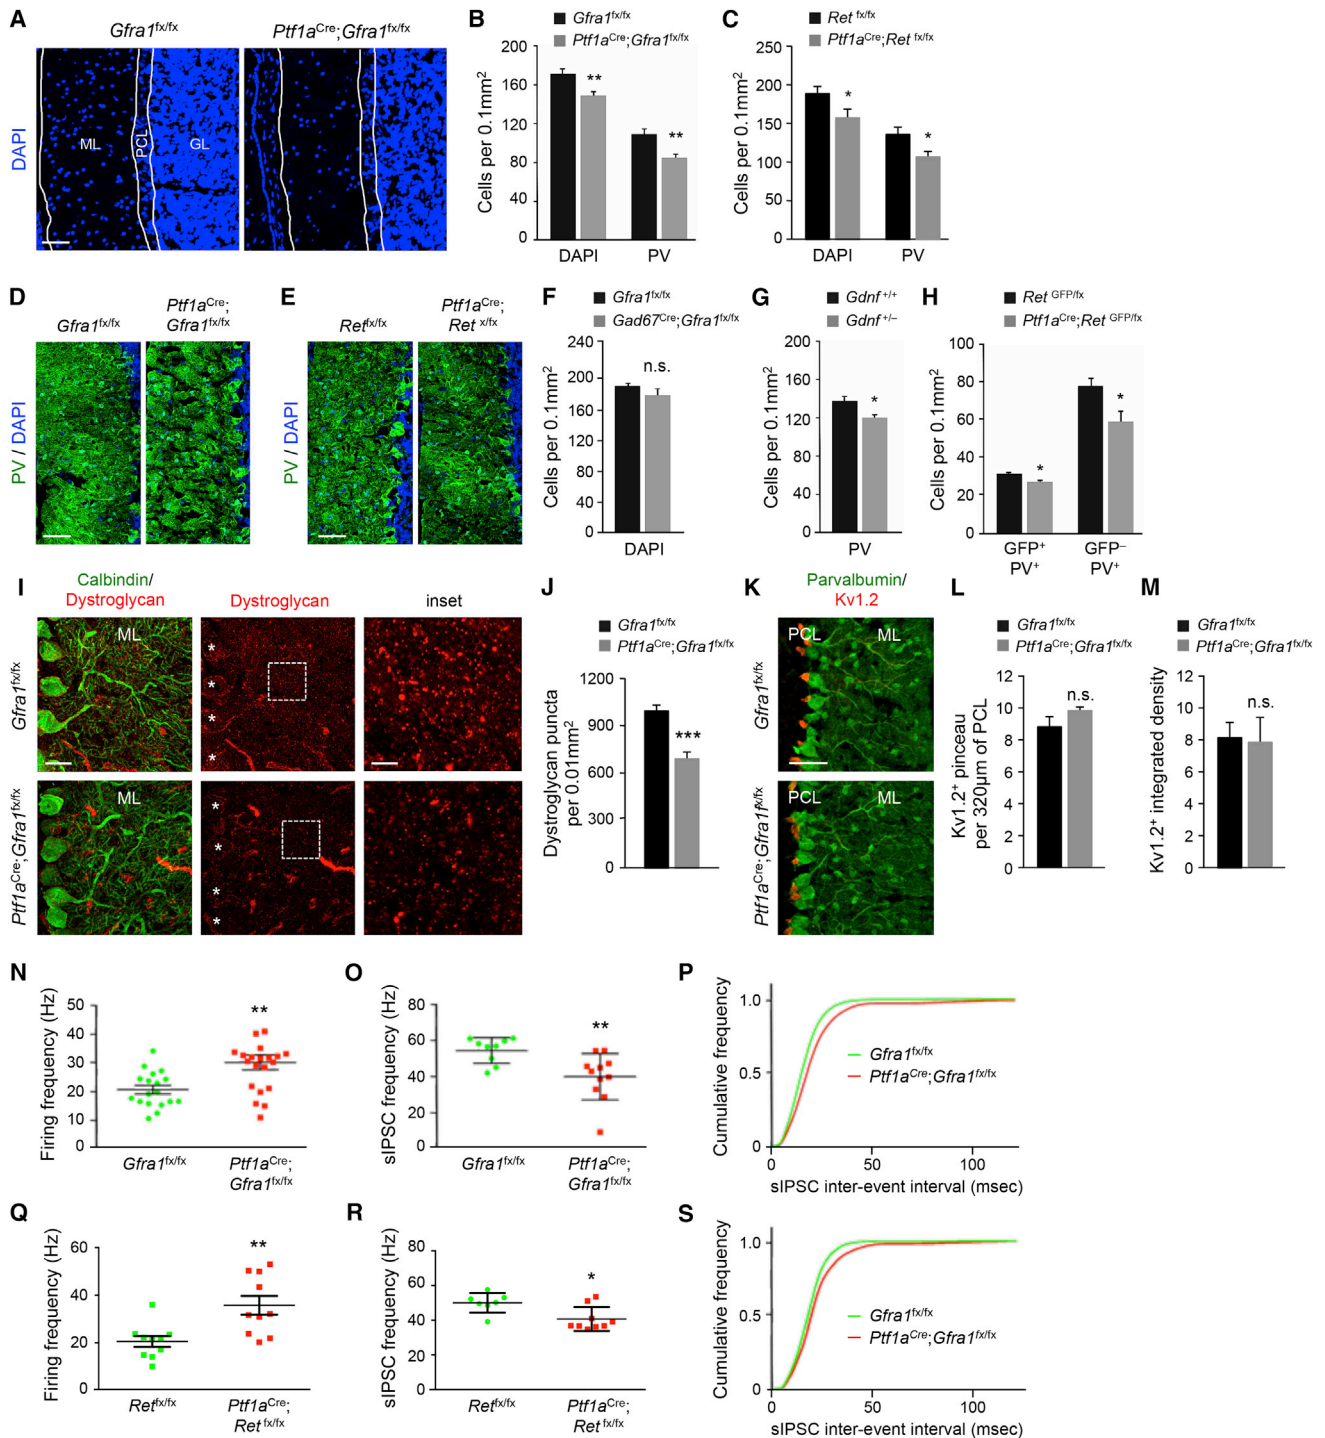 A
Gfra1fx/fx
Ptf1aCre;Gfra1fx/fx
DAPI
ML
PCL
GL
B
Gfra1fx/fx
Ptf1aCre;Gfra1fx/fx
Cells per 0.1mm2
200
160
120
80
40
0
**
**
DAPI
PV
C
Ret fx/fx
Ptf1aCre;Ret fx/fx
Cells per 0.1mm2
250
200
150
100
50
0
*
*
DAPI
PV
D
Gfra1fx/fx
Ptf1aCre;
Gfra1fx/fx
PV / DAPI
E
Retfx/fx
Ptf1aCre;
Ret x/fx
PV / DAPI
F
Gfra1fx/fx
Gad67Cre;Gfra1fx/fx
Cells per 0.1mm2
240
200
160
120
80
40
0
n.s.
DAPI
G
Gdnf +/+
Gdnf +/–
Cells per 0.1mm2
200
160
120
80
40
0
*
PV
H
Ret GFP/fx
Ptf1aCre;Ret GFP/fx
Cells per 0.1mm2
100
80
60
40
20
0
*
*
GFP+
PV+
GFP–
PV+
I
Calbindin/
Dystroglycan
Dystroglycan
inset
Gfra1fx/fx
ML
*
*
*
*
Ptf1aCre;Gfra1fx/fx
ML
*
*
*
*
J
Gfra1fx/fx
Ptf1aCre;Gfra1fx/fx
Dystroglycan puncta
per 0.01mm2
1200
900
600
300
0
***
K
Parvalbumin/
Kv1.2
Gfra1fx/fx
PCL
ML
Ptf1aCre;Gfra1fx/fx
PCL
ML
L
Gfra1fx/fx
Ptf1aCre;Gfra1fx/fx
Kv1.2+ pinceau
per 320μm of PCL
12
10
8
6
4
2
0
n.s.
M
Gfra1fx/fx
Ptf1aCre;Gfra1fx/fx
Kv1.2+ integrated density
12
10
8
6
4
2
0
n.s.
N
Firing frequency (Hz)
50
40
30
20
10
0
**
Gfra1fx/fx
Ptf1aCre;
Gfra1fx/fx
O
sIPSC frequency (Hz)
80
60
40
20
0
**
Gfra1fx/fx
Ptf1aCre;
Gfra1fx/fx
P
Cumulative frequency
1.0
0.5
0
Gfra1fx/fx
Ptf1aCre;Gfra1fx/fx
0
50
100
sIPSC inter-event interval (msec)
Q
Firing frequency (Hz)
60
40
20
0
**
Retfx/fx
Ptf1aCre;
Ret fx/fx
R
sIPSC frequency (Hz)
80
60
40
20
0
*
Retfx/fx
Ptf1aCre;
Ret fx/fx
S
Cumulative frequency
1.0
0.5
0
Gfra1fx/fx
Ptf1aCre;Gfra1fx/fx
0
50
100
sIPSC inter-event interval (msec)